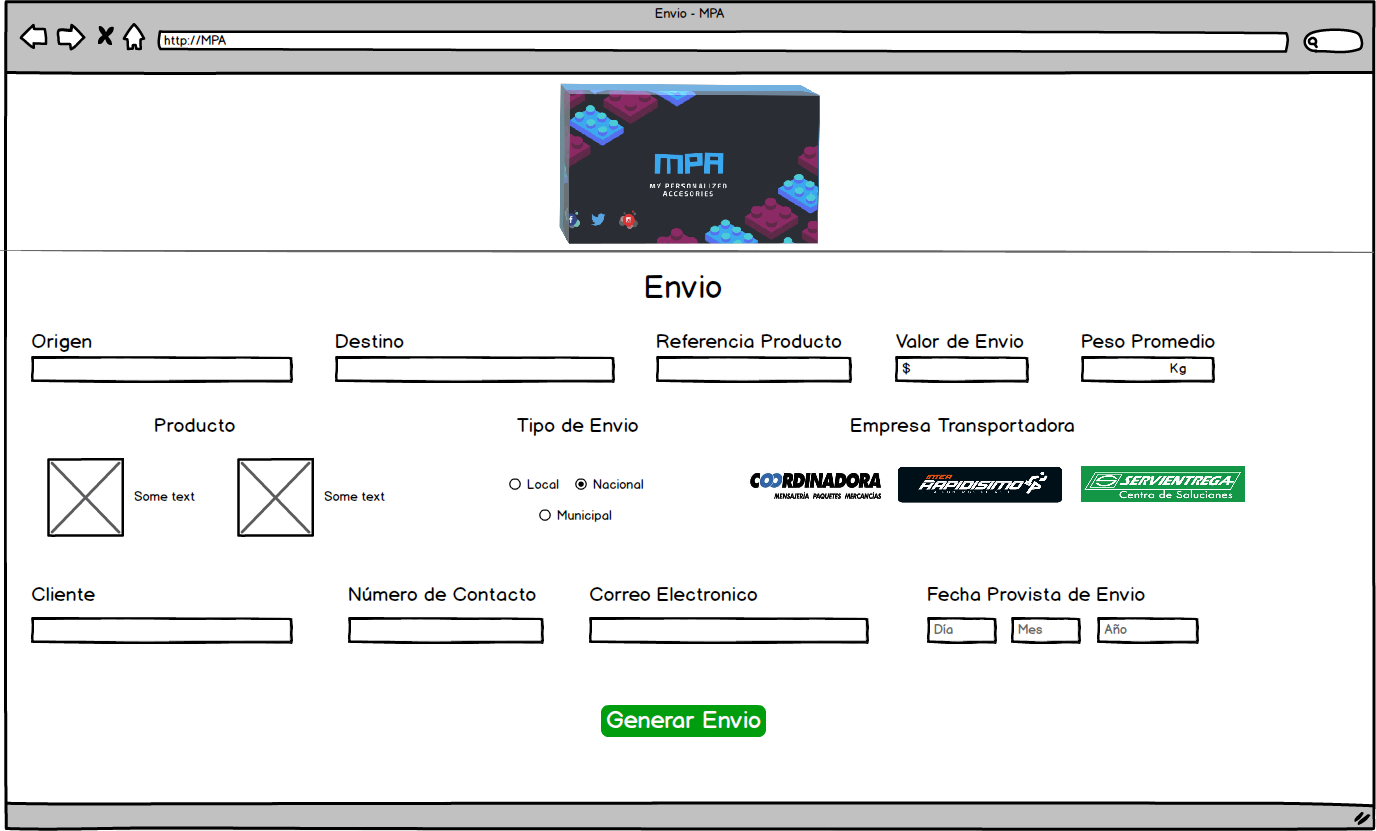 Envio - MPA
http://MPA
MPA
MY PERSONALIZED
ACCESORIES
Envio
Origen Destino Referencia Producto Valor de Envio Peso Promedio
$ Kg
Producto Tipo de Envio Empresa Transportadora
COORDINADORA
MENSAJERÍA PAQUETES MERCANCÍAS
INTER
RAPIDISIMO
SERVIENTREGA
Centro de Soluciones
Some text Some text
Local Nacional
Municipal
Cliente Número de Contacto Correo Electronico Fecha Provista de Envio
Día Mes Año
Generar Envio